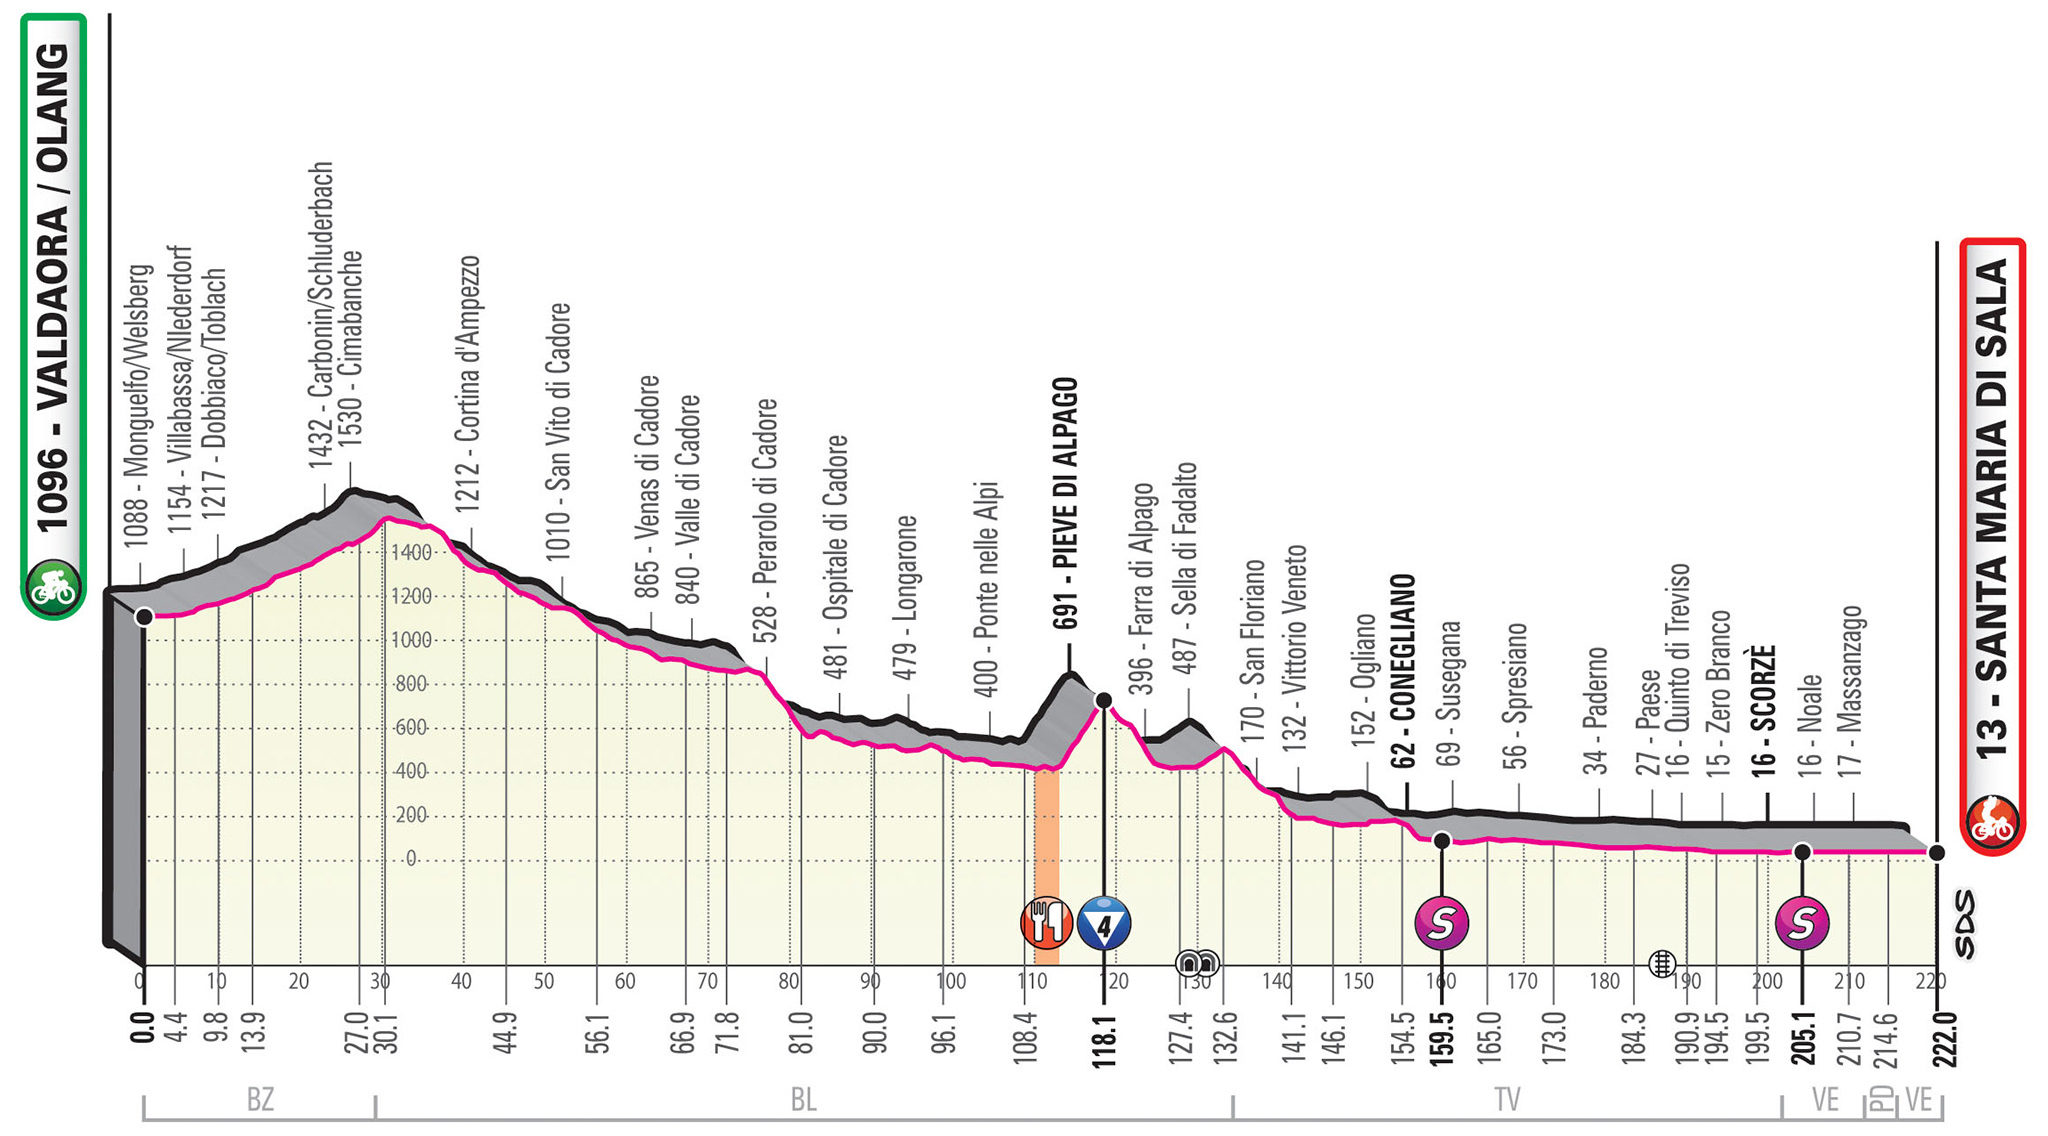 1096 - VALDAORA / OLANG
1088 - Monguelfo/Welsberg
1154 - Villabassa/NIederdorf
1217 - Dobbiaco/Toblach
1432 - Carbonin/Schluderbach
1530 - Cimabanche
1212 - Cortina d'Ampezzo
1010 - San Vito di Cadore
865 - Venas di Cadore
840 - Valle di Cadore
528 - Perarolo di Cadore
481 - Ospitale di Cadore
479 - Longarone
400 - Ponte nelle Alpi
691 - PIEVE DI ALPAGO
396 - Farra di Alpago
487 - Sella di Fadalto
170 - San Floriano
132 - Vittorio Veneto
152 - Ogliano
62 - CONEGLIANO
69 - Susegana
56 - Spresiano
34 - Paderno
27 - Paese
16 - Quinto di Treviso
15 - Zero Branco
16 - SCORZÈ
16 - Noale
17 - Massanzago
13 - SANTA MARIA DI SALA
1400
1200
1000
800
600
400
200
0
4
S
S
SDS
0 10 20 30 40 50 60 70 80 90 100 110 120 130 140 150 160 170 180 190 200 210 220
0.0
4.4
9.8
13.9
27.0
30.1
44.9
56.1
66.9
71.8
81.0
90.0
96.1
108.4
118.1
127.4
132.6
141.1
146.1
154.5
159.5
165.0
173.0
184.3
190.9
194.5
199.5
205.1
210.7
214.6
222.0
BZ BL TV VE PD VE